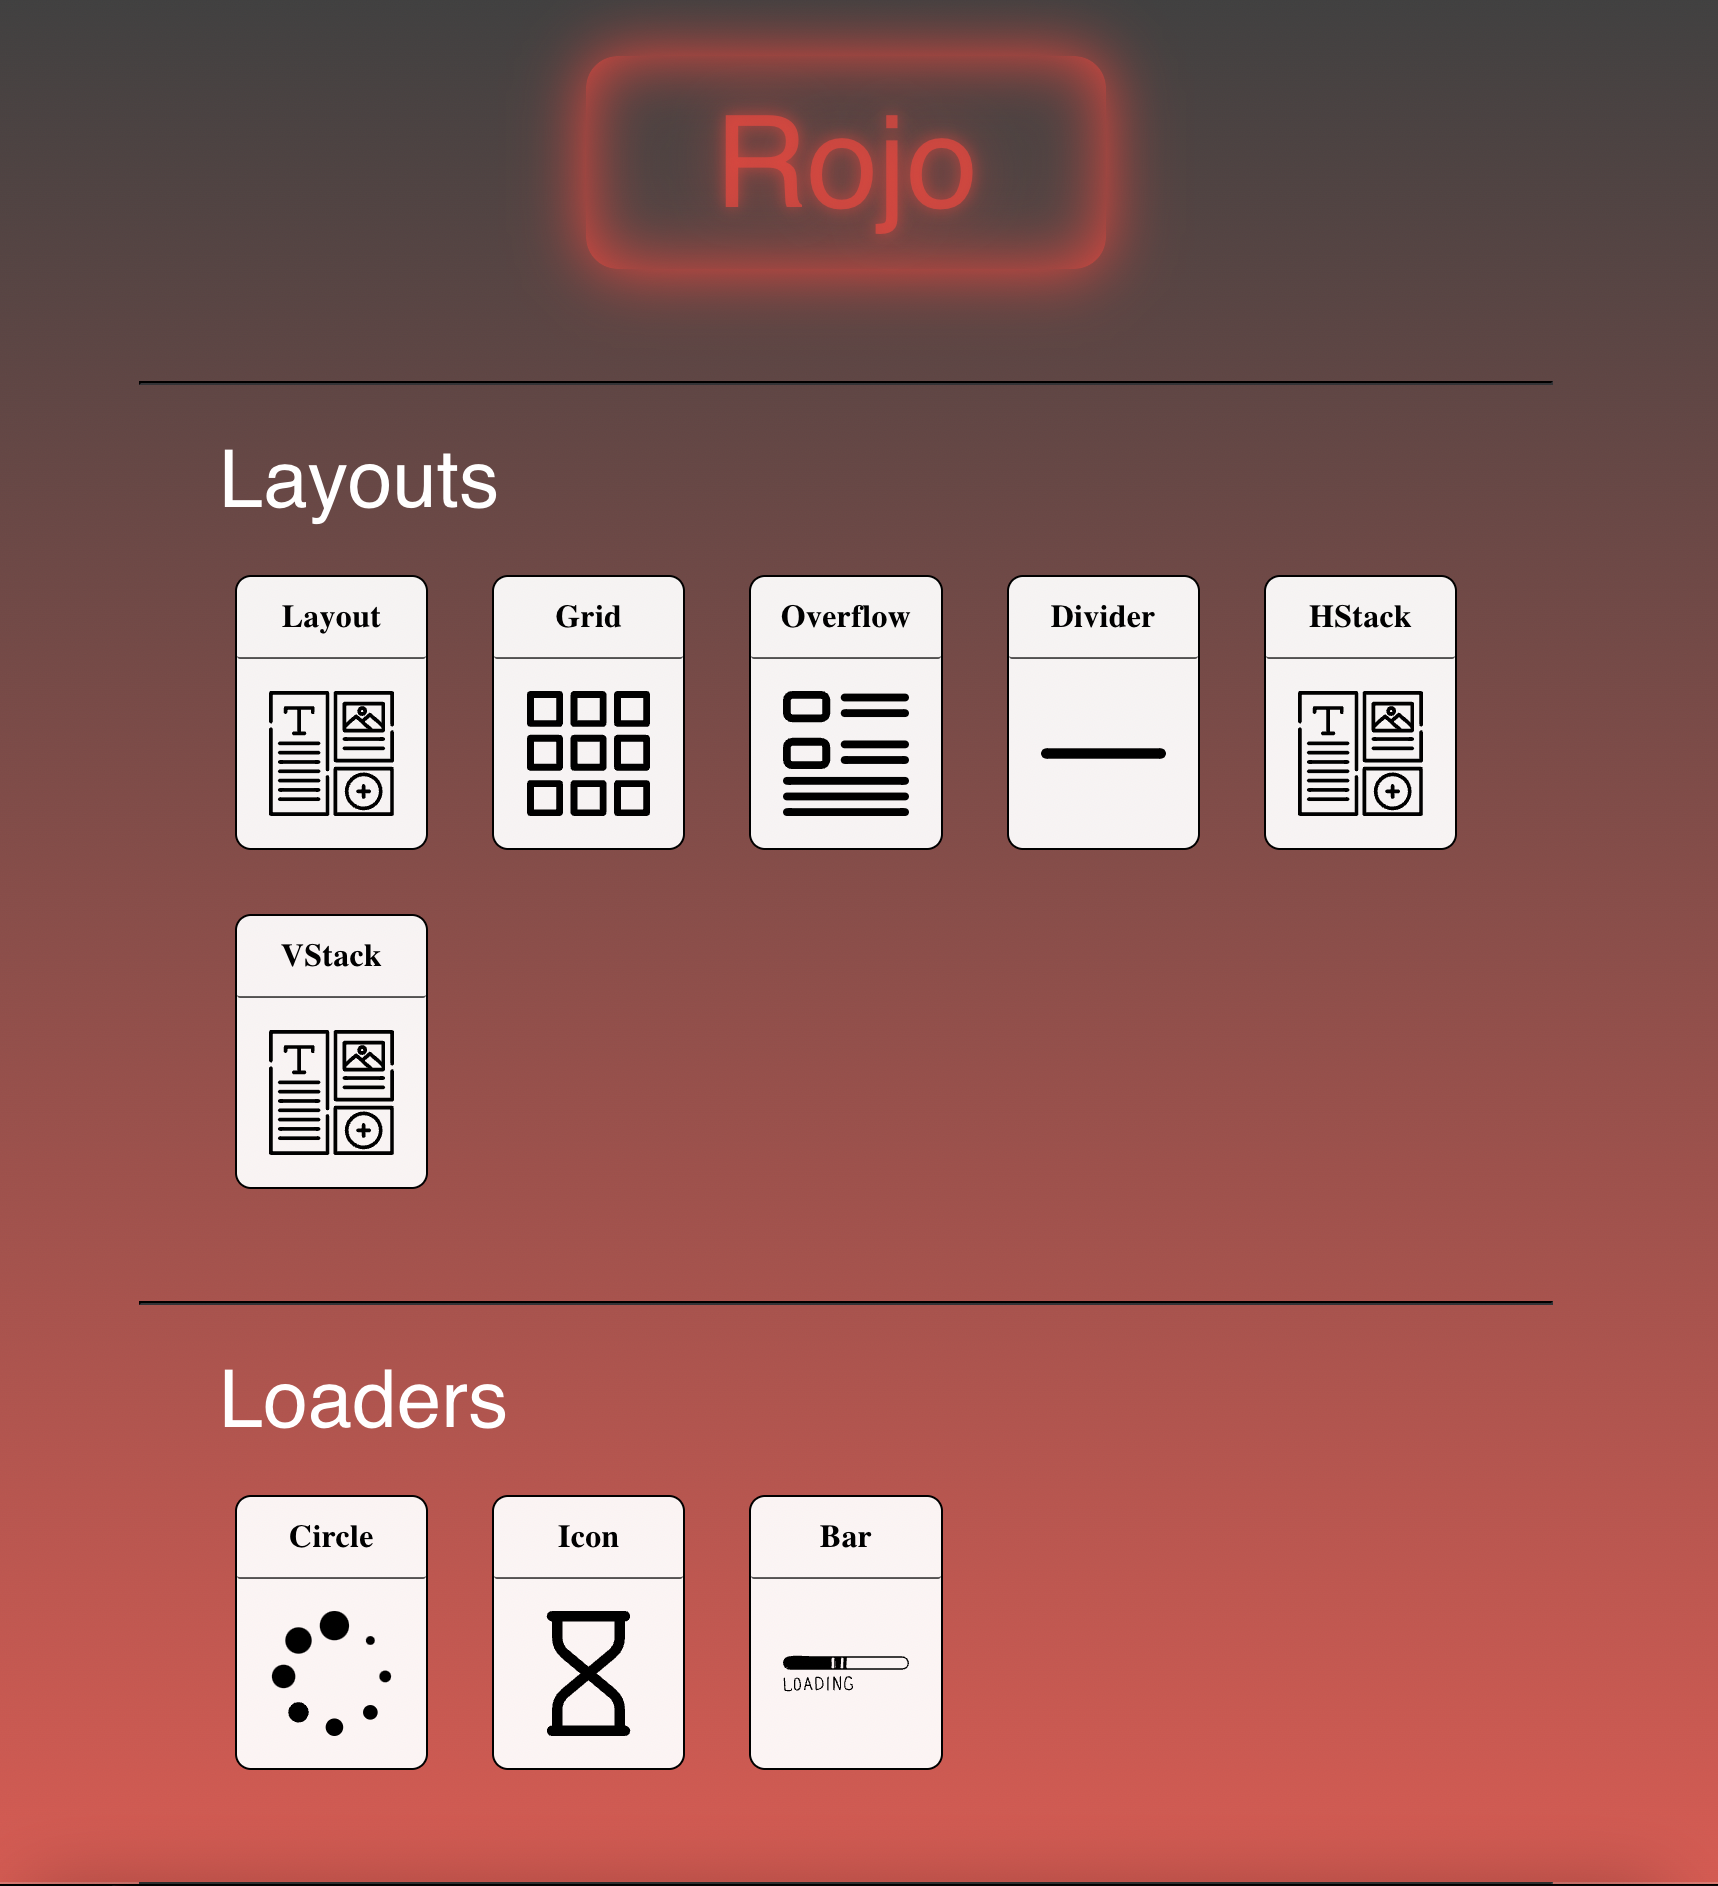 Rojo
Layouts
Layout
Grid
Overflow
Divider
HStack
T
T
VStack
T
Loaders
Circle
Icon
Bar
LOADING